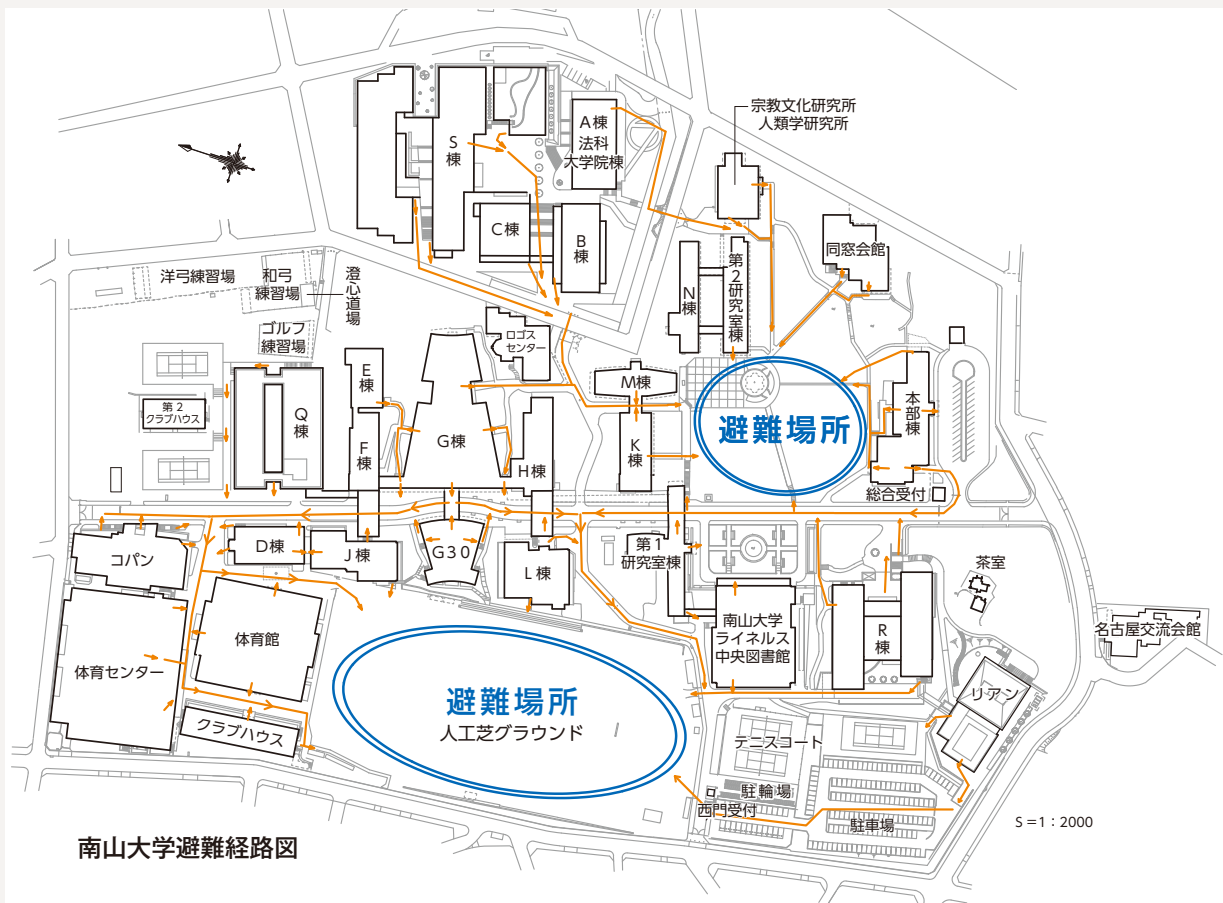 宗教文化研究所
人類学研究所
S
棟
A棟
法科
大学院棟
C棟
B
棟
N
棟
第
2
研
究
室
棟
同窓会館
洋弓練習場
和弓
練習場
澄
心
道
場
ゴルフ
練習場
ロゴス
センター
E
棟
M棟
第2
クラブハウス
Q
棟
F
棟
G棟
H棟
K
棟
避難場所
本
部
棟
総合受付
コパン
D棟
J棟
G30
L棟
第1
研究室棟
茶室
体育館
体育センター
南山大学
ライネルス
中央図書館
R
棟
名古屋交流会館
リアン
クラブハウス
避難場所
人工芝グラウンド
テニスコート
駐輪場
西門受付
駐車場
S=1：2000
南山大学避難経路図